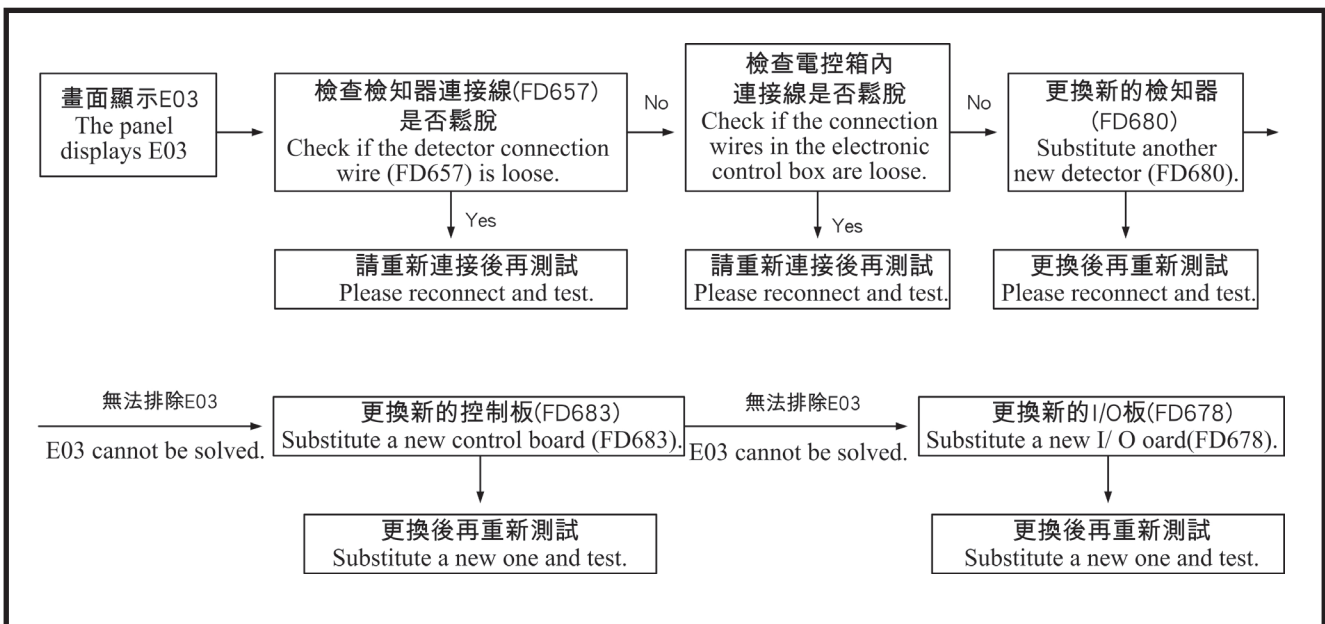 畫面顯示E03
The panel
displays E03
檢查檢知器連接線(FD657)
是否鬆脫
Check if the detector connection
wire (FD657) is loose.
No
檢查電控箱內
連接線是否鬆脫
Check if the connection
wires in the electronic
control box are loose.
No
更換新的檢知器
(FD680)
Substitute another
new detector (FD680).
Yes
請重新連接後再測試
Please reconnect and test.
Yes
請重新連接後再測試
Please reconnect and test.
更換後再重新測試
Please reconnect and test.
無法排除E03
E03 cannot be solved.
更換新的控制板(FD683)
Substitute a new control board (FD683).
無法排除E03
E03 cannot be solved.
更換新的I/O板(FD678)
Substitute a new I/ O oard(FD678).
更換後再重新測試
Substitute a new one and test.
更換後再重新測試
Substitute a new one and test.